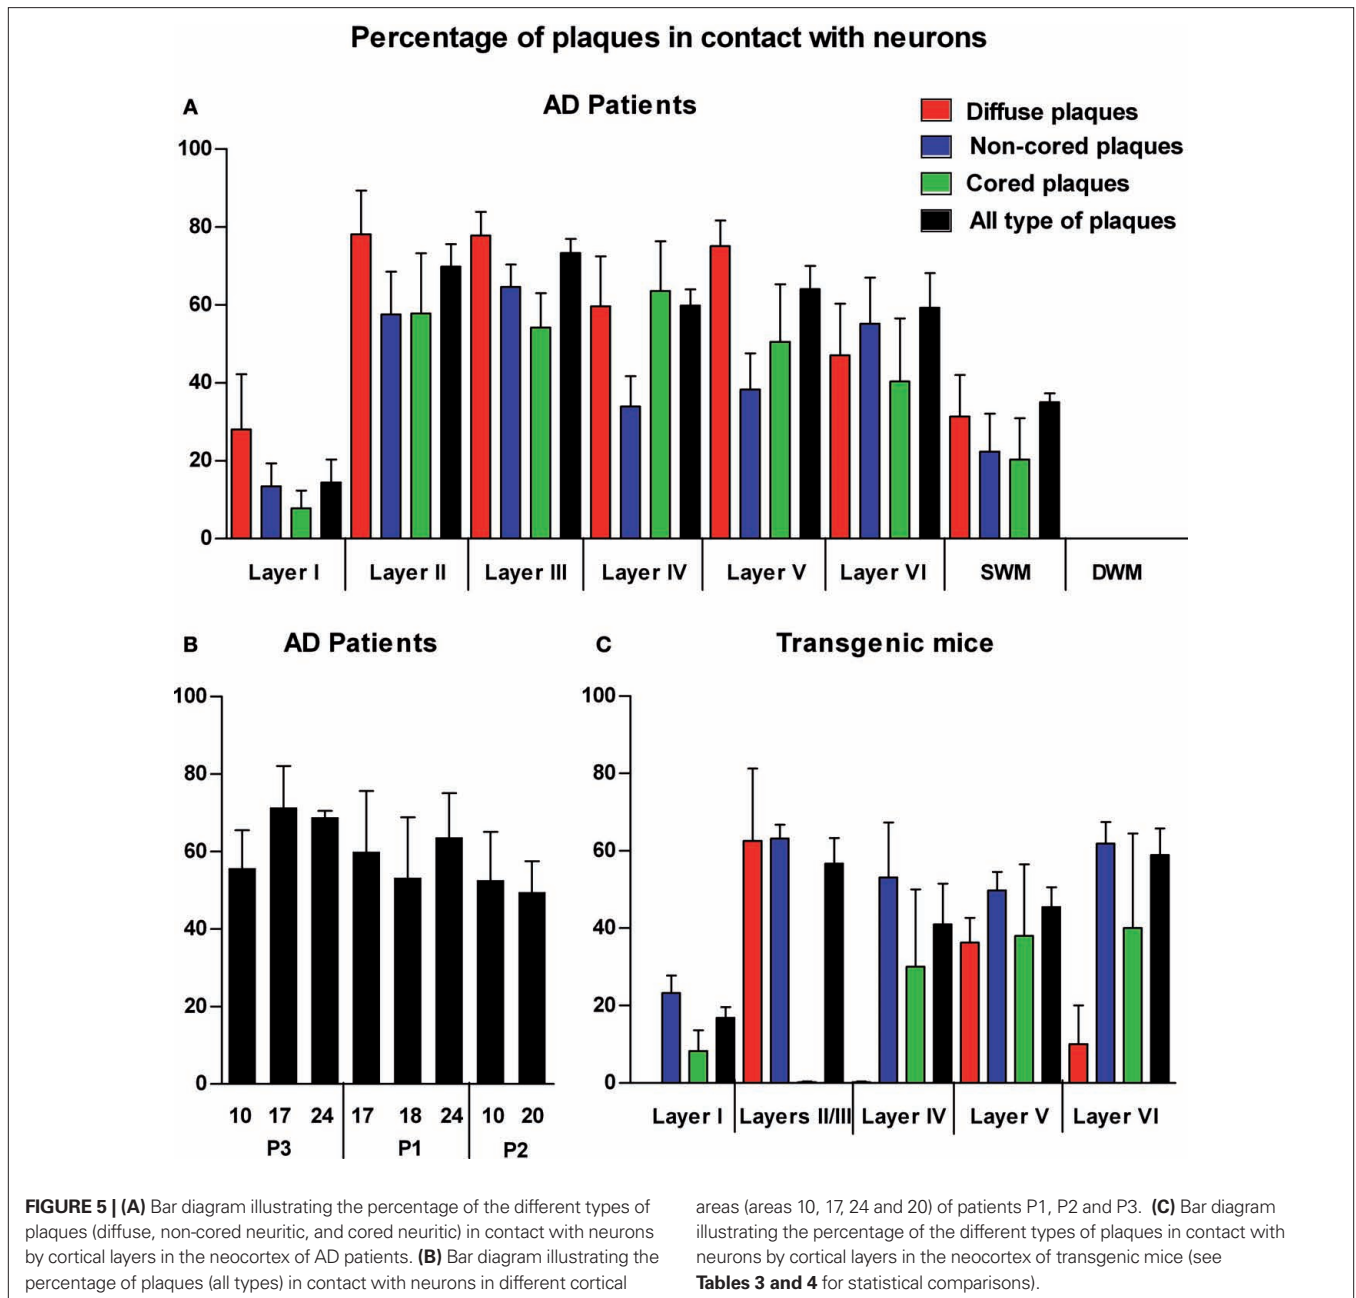 Percentage of plaques in contact with neurons
A
AD Patients
Diffuse plaques
Non-cored plaques
Cored plaques
All type of plaques
100
80
60
40
20
0
Layer I Layer II Layer III Layer IV Layer V Layer VI SWM DWM
B
AD Patients
100
80
60
40
20
0
10 17 24 17 18 24 10 20
P3 P1 P2
C
Transgenic mice
100
80
60
40
20
0
Layer I Layers II/III Layer IV Layer V Layer VI
FIGURE 5 | (A) Bar diagram illustrating the percentage of the different types of
plaques (diffuse, non-cored neuritic, and cored neuritic) in contact with neurons
by cortical layers in the neocortex of AD patients. (B) Bar diagram illustrating the
percentage of plaques (all types) in contact with neurons in different cortical
areas (areas 10, 17, 24 and 20) of patients P1, P2 and P3. (C) Bar diagram
illustrating the percentage of the different types of plaques in contact with
neurons by cortical layers in the neocortex of transgenic mice (see
Tables 3 and 4 for statistical comparisons).